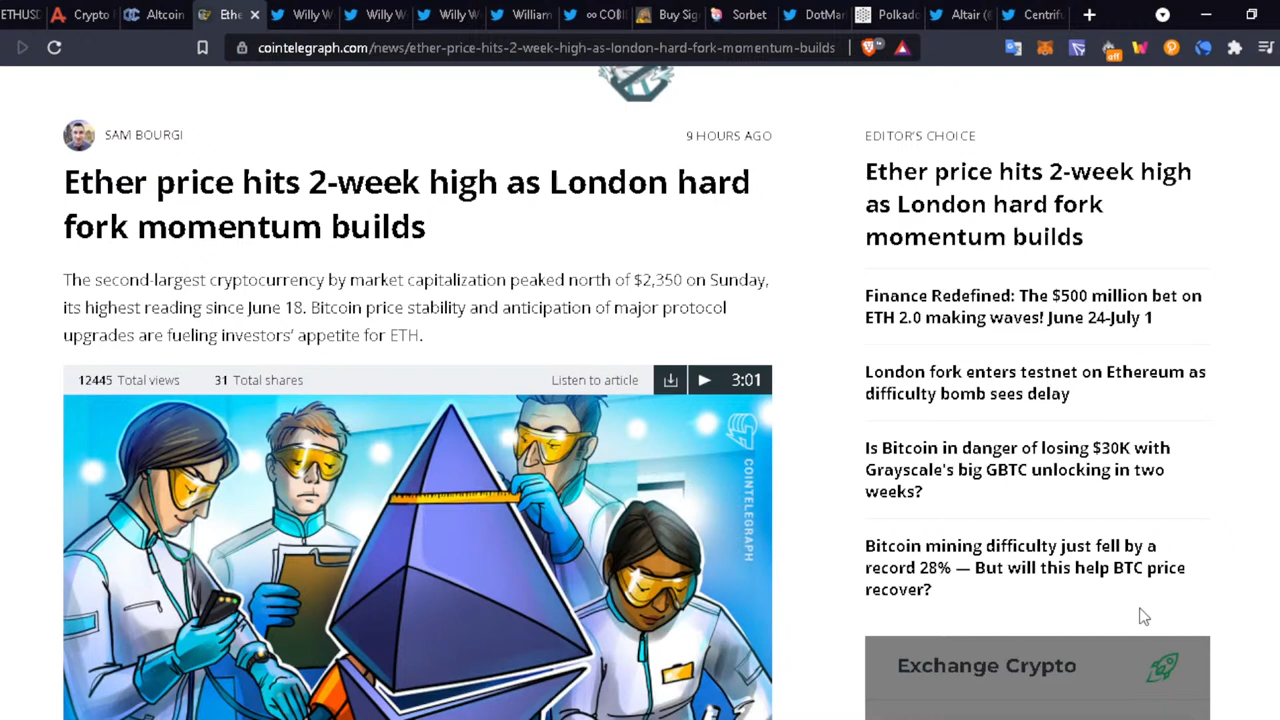 ETHUSD
Crypto
Altcoin
Ethe
Willy W
Willy W
Willy W
William
∞ COBI
Buy Sig
Sorbet
DotMar
Polkado
Altair (
Centrifu
cointelegraph.com/news/ether-price-hits-2-week-high-as-london-hard-fork-momentum-builds
off
SAM BOURGI
9 HOURS AGO
Ether price hits 2-week high as London hard
fork momentum builds
The second-largest cryptocurrency by market capitalization peaked north of $2,350 on Sunday,
its highest reading since June 18. Bitcoin price stability and anticipation of major protocol
upgrades are fueling investors' appetite for ETH.
12445 Total views 31 Total shares Listen to article 3:01
COINTELEGRAPH
EDITOR'S CHOICE
Ether price hits 2-week high
as London hard fork
momentum builds
Finance Redefined: The $500 million bet on
ETH 2.0 making waves! June 24-July 1
London fork enters testnet on Ethereum as
difficulty bomb sees delay
Is Bitcoin in danger of losing $30K with
Grayscale's big GBTC unlocking in two
weeks?
Bitcoin mining difficulty just fell by a
record 28% — But will this help BTC price
recover?
Exchange Crypto